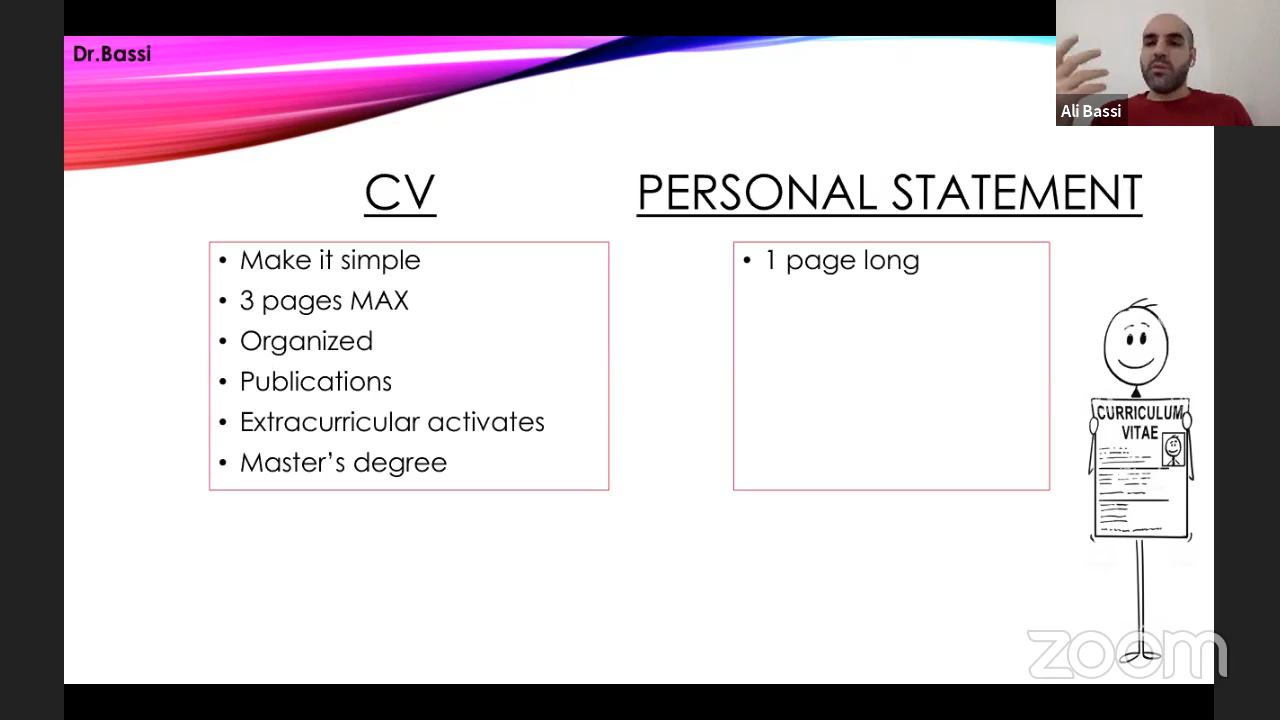 Dr.Bassi
Ali Bassi
CV
• Make it simple
• 3 pages MAX
• Organized
• Publications
• Extracurricular activates
• Master’s degree
PERSONAL STATEMENT
• 1 page long
CURRICULUM
VITAE
zoom